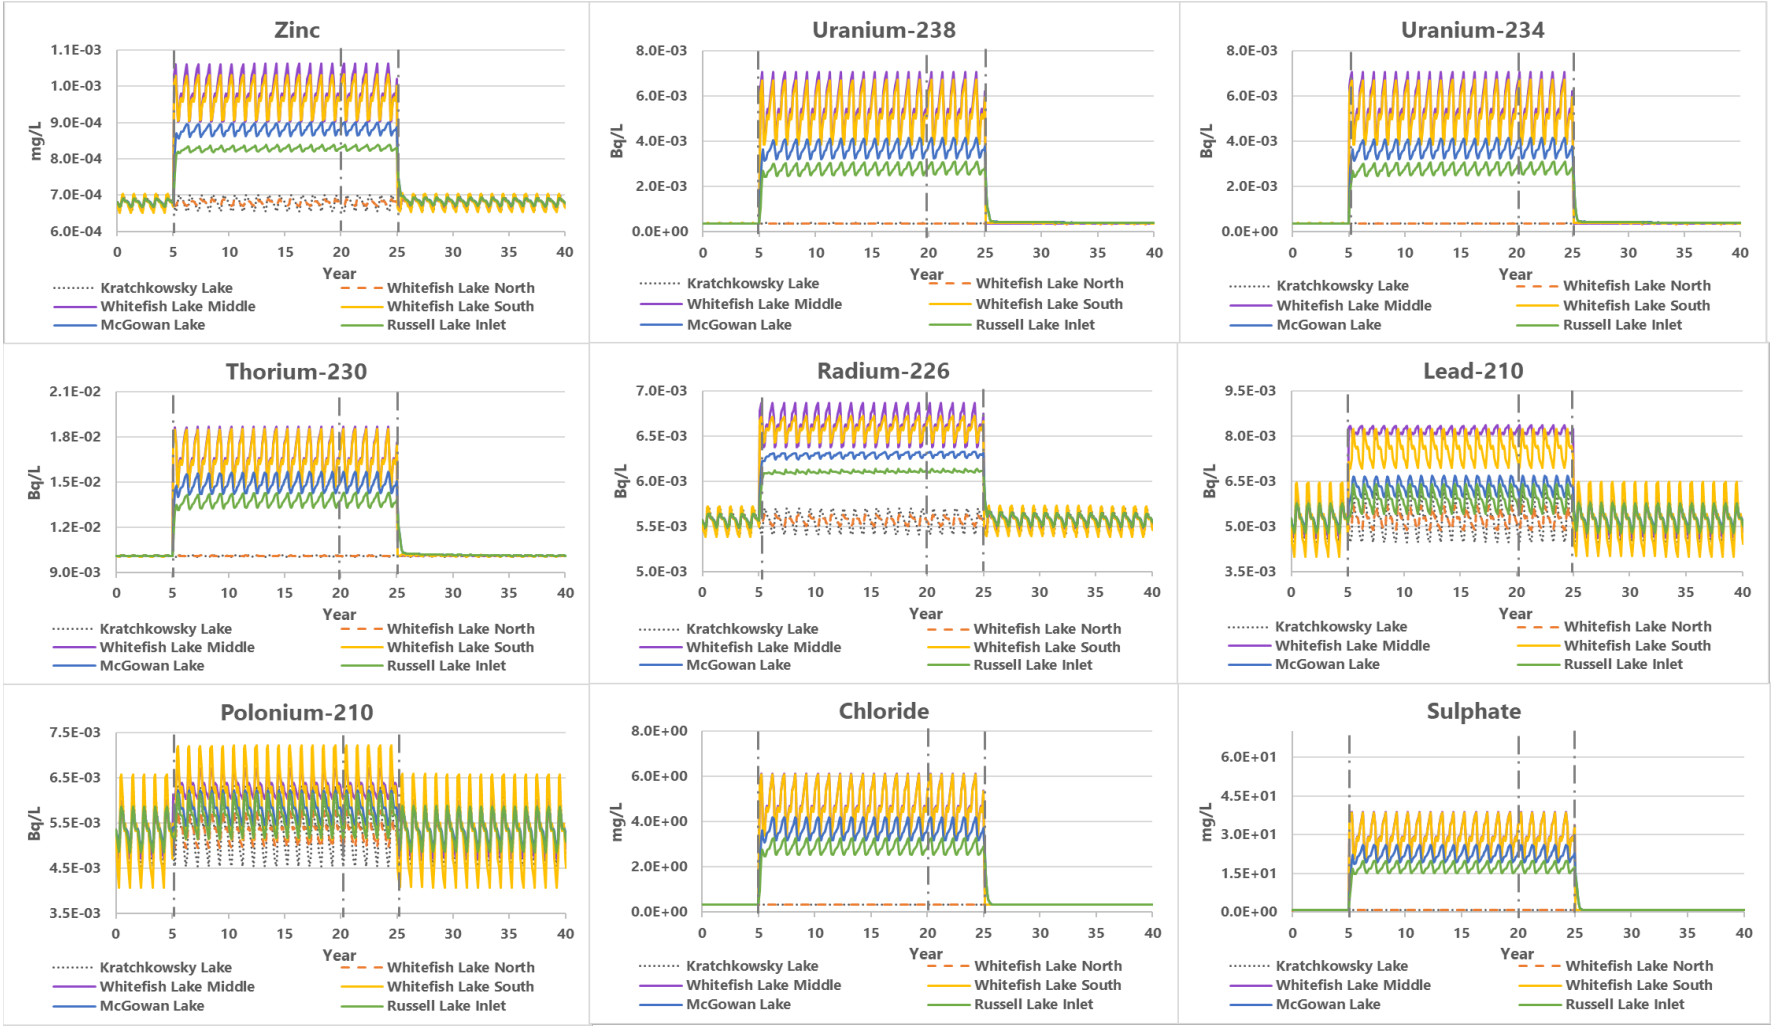 Zinc
1.1E-03
1.0E-03
9.0E-04
8.0E-04
7.0E-04
6.0E-04
mg/L
0 5 10 15 20 25 30 35 40
Year
Kratchkowsky Lake Whitefish Lake North
Whitefish Lake Middle Whitefish Lake South
McGowan Lake Russell Lake Inlet
Uranium-238
8.0E-03
6.0E-03
4.0E-03
2.0E-03
0.0E+00
Bq/L
0 5 10 15 20 25 30 35 40
Year
Kratchkowsky Lake Whitefish Lake North
Whitefish Lake Middle Whitefish Lake South
McGowan Lake Russell Lake Inlet
Uranium-234
8.0E-03
6.0E-03
4.0E-03
2.0E-03
0.0E+00
Bq/L
0 5 10 15 20 25 30 35 40
Year
Kratchkowsky Lake Whitefish Lake North
Whitefish Lake Middle Whitefish Lake South
McGowan Lake Russell Lake Inlet
Thorium-230
2.1E-02
1.8E-02
1.5E-02
1.2E-02
9.0E-03
Bq/L
0 5 10 15 20 25 30 35 40
Year
Kratchkowsky Lake Whitefish Lake North
Whitefish Lake Middle Whitefish Lake South
McGowan Lake Russell Lake Inlet
Radium-226
7.0E-03
6.5E-03
6.0E-03
5.5E-03
5.0E-03
Bq/L
0 5 10 15 20 25 30 35 40
Year
Kratchkowsky Lake Whitefish Lake North
Whitefish Lake Middle Whitefish Lake South
McGowan Lake Russell Lake Inlet
Lead-210
9.5E-03
8.0E-03
6.5E-03
5.0E-03
3.5E-03
Bq/L
0 5 10 15 20 25 30 35 40
Year
Kratchkowsky Lake Whitefish Lake North
Whitefish Lake Middle Whitefish Lake South
McGowan Lake Russell Lake Inlet
Polonium-210
7.5E-03
6.5E-03
5.5E-03
4.5E-03
3.5E-03
Bq/L
0 5 10 15 20 25 30 35 40
Year
Kratchkowsky Lake Whitefish Lake North
Whitefish Lake Middle Whitefish Lake South
McGowan Lake Russell Lake Inlet
Chloride
8.0E+00
6.0E+00
4.0E+00
2.0E+00
0.0E+00
mg/L
0 5 10 15 20 25 30 35 40
Year
Kratchkowsky Lake Whitefish Lake North
Whitefish Lake Middle Whitefish Lake South
McGowan Lake Russell Lake Inlet
Sulphate
6.0E+01
4.5E+01
3.0E+01
1.5E+01
0.0E+00
mg/L
0 5 10 15 20 25 30 35 40
Year
Kratchkowsky Lake Whitefish Lake North
Whitefish Lake Middle Whitefish Lake South
McGowan Lake Russell Lake Inlet